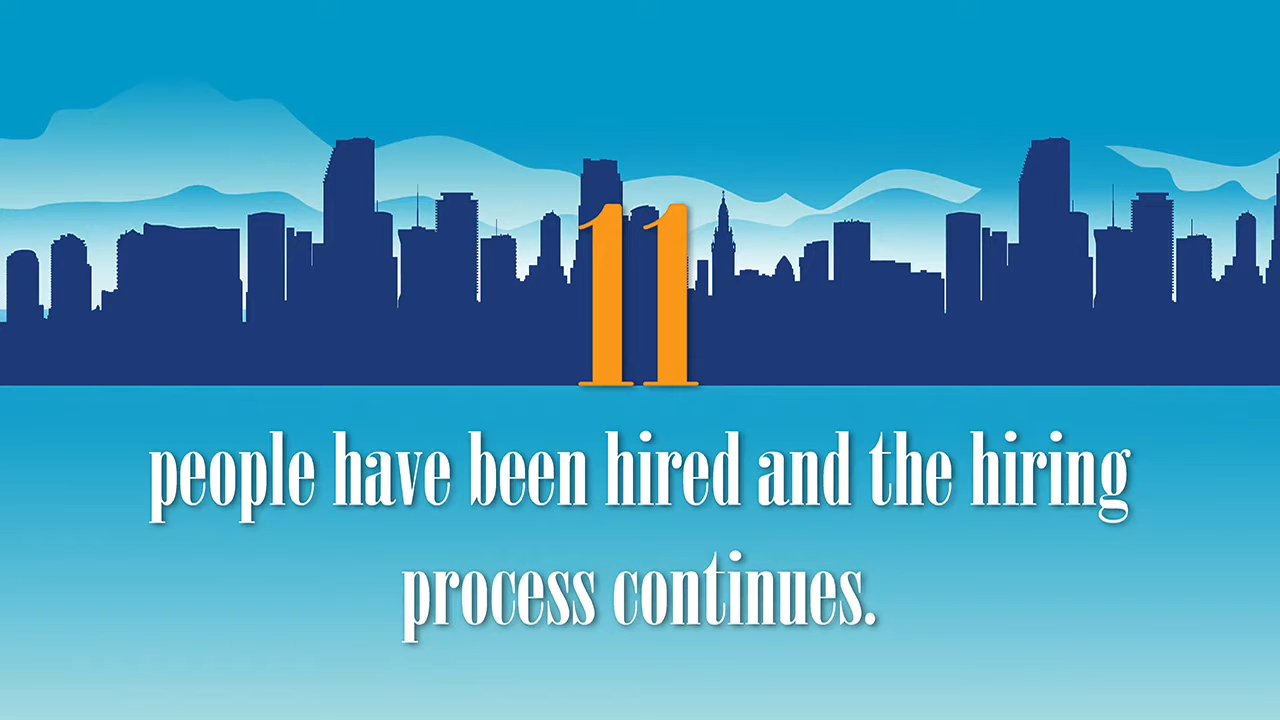 11
people have been hired and the hiring
process continues.